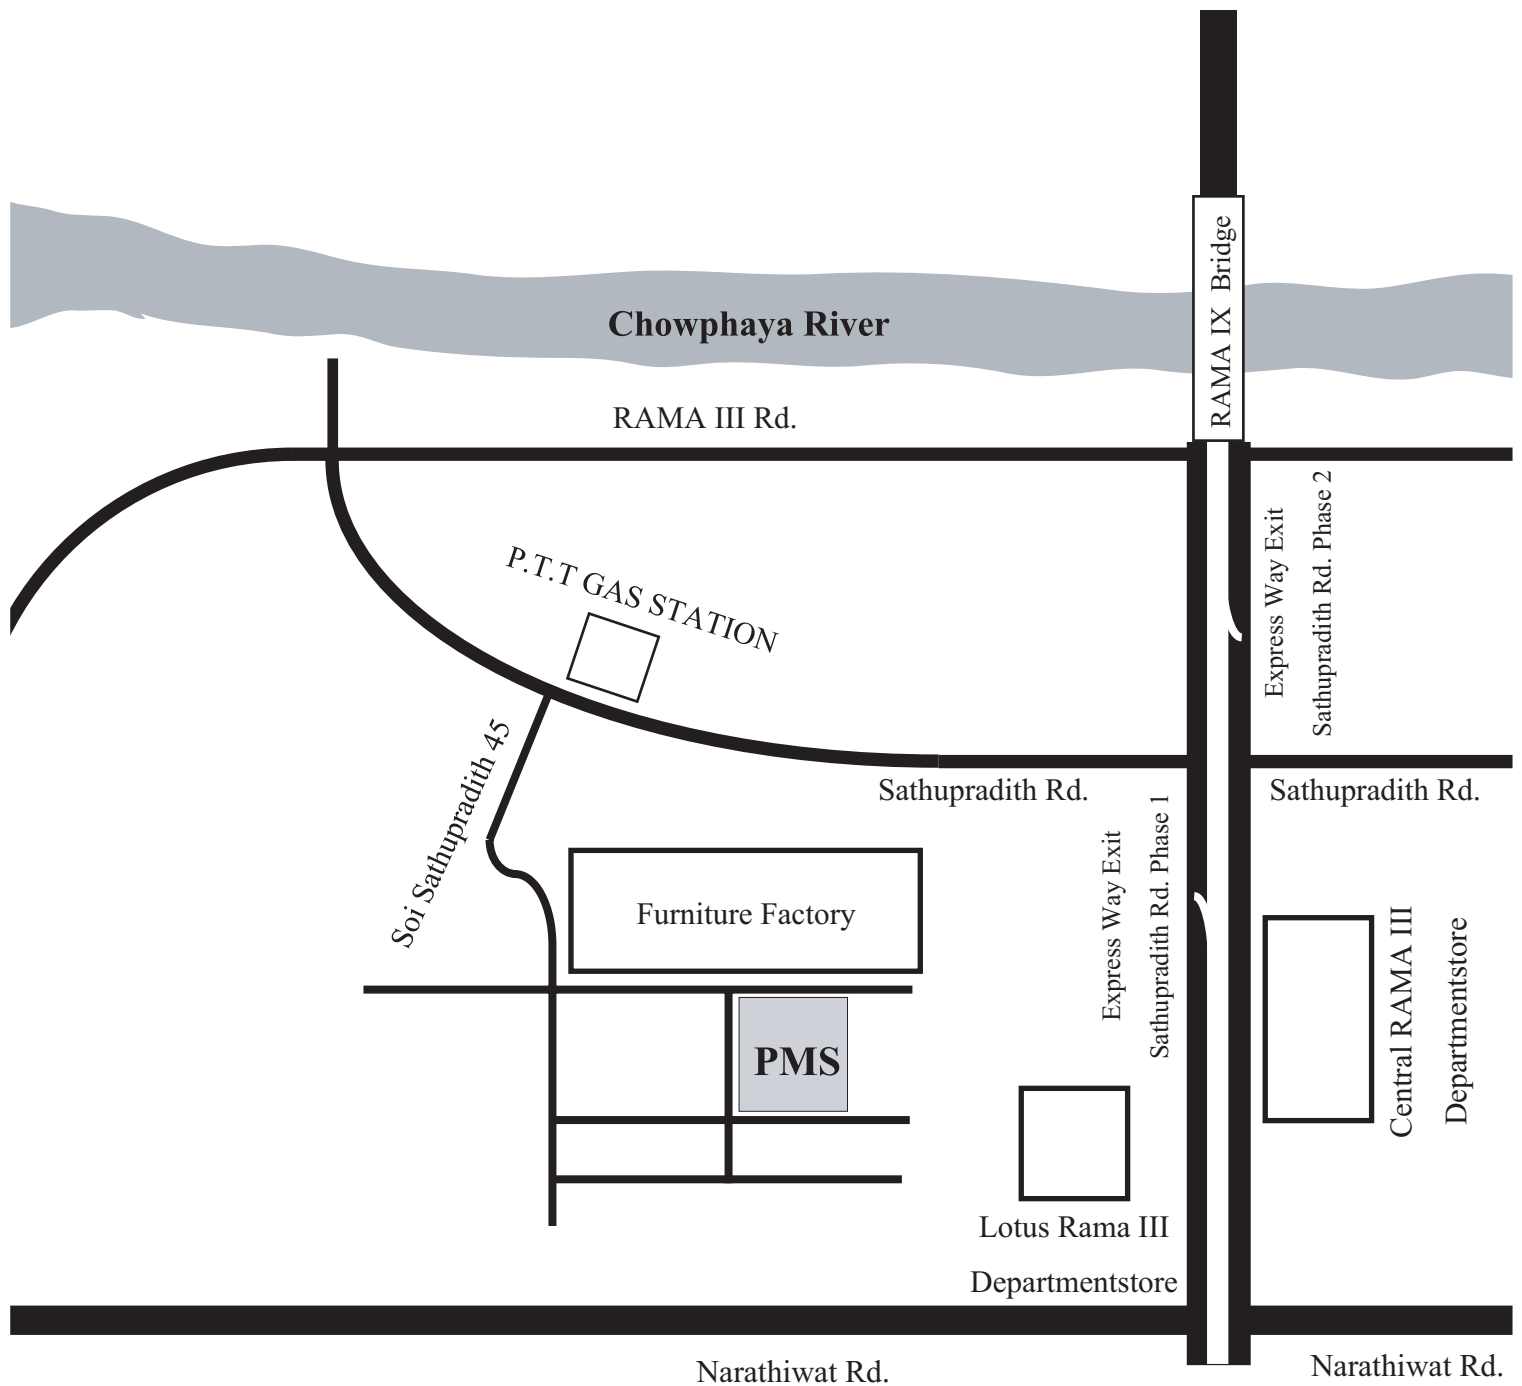 RAMA IX Bridge
Chowphaya River
RAMA III Rd.
Express Way Exit
Sathupradith Rd. Phase 2
P.T.T GAS STATION
Soi Sathupradith 45
Sathupradith Rd.
Sathupradith Rd.
Express Way Exit
Sathupradith Rd. Phase 1
Furniture Factory
Central RAMA III
Departmentstore
PMS
Lotus Rama III
Departmentstore
Narathiwat Rd.
Narathiwat Rd.